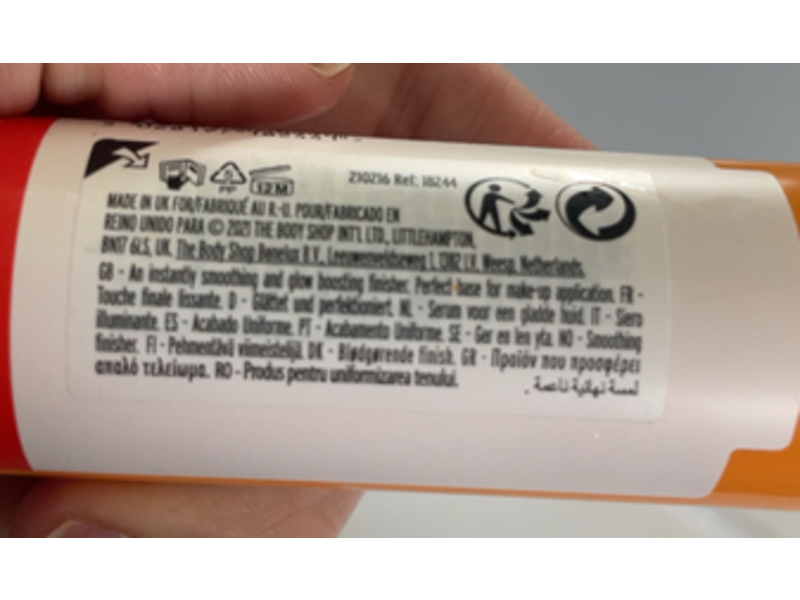 5
PP
12M
210216 Ref: 18244
MADE IN UK FOR/FABRIQUÉ AU R.-U. POUR/FABRICADO EN
REINO UNIDO PARA © 2021 THE BODY SHOP INT'L LTD., LITTLEHAMPTON,
BN17 6LS, UK. The Body Shop Benelux B.V., Leeuwenveldseweg 1, 1382 LV, Weesp, Netherlands.
GB - An instantly smoothing and glow boosting finisher. Perfect base for make-up application. FR -
Touche finale lissante. D - Glättet und perfektioniert. NL - Serum voor een gladde huid. IT - Siero
illuminante. ES - Acabado Uniforme. PT - Acabamento Uniforme. SE - Ger en len yta. NO - Smoothing
finisher. FI - Pehmentävä viimeistelijä. DK - Blødgørende finish. GR - Προϊόν που προσφέρει
απαλό τελείωμα. RO - Produs pentru uniformizarea tenului.
لمسة نهائية ناعمة.